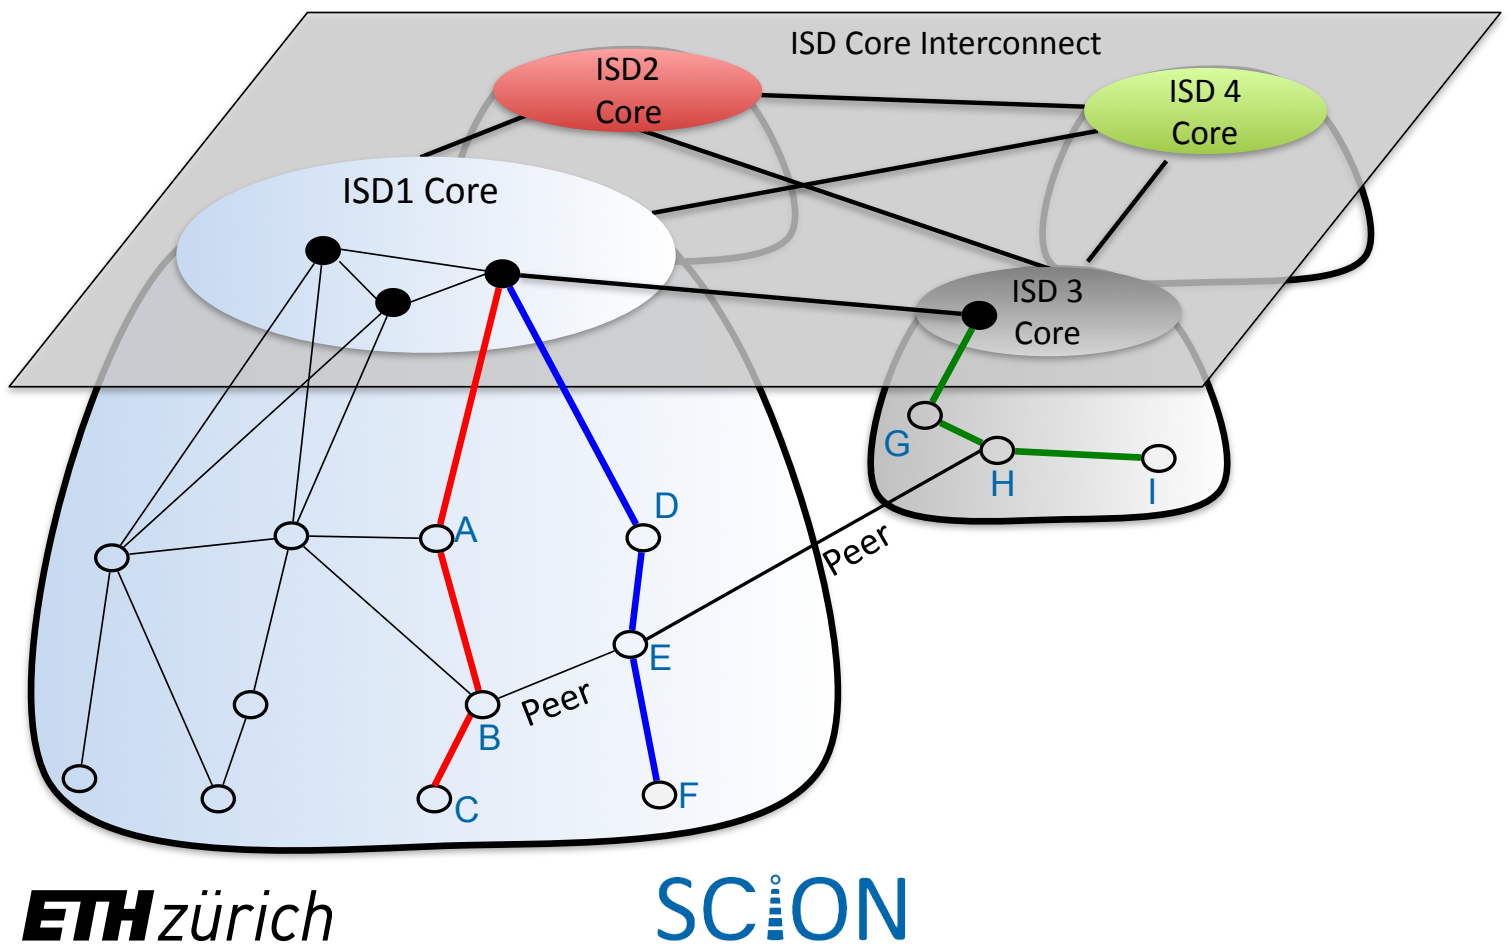 ISD Core Interconnect
ISD2
Core
ISD 4
Core
ISD1 Core
ISD 3
Core
G
H
I
A
D
Peer
E
Peer
B
C
F
ETH zürich
SCION